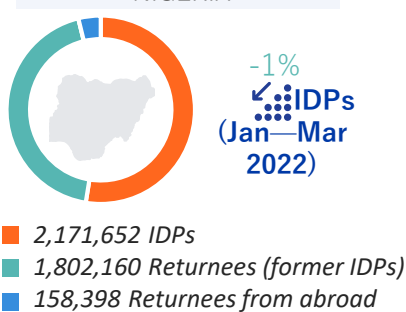 -1%
IDPs
(Jan—Mar
2022)
2,171,652 IDPs
1,802,160 Returnees (former IDPs)
158,398 Returnees from abroad